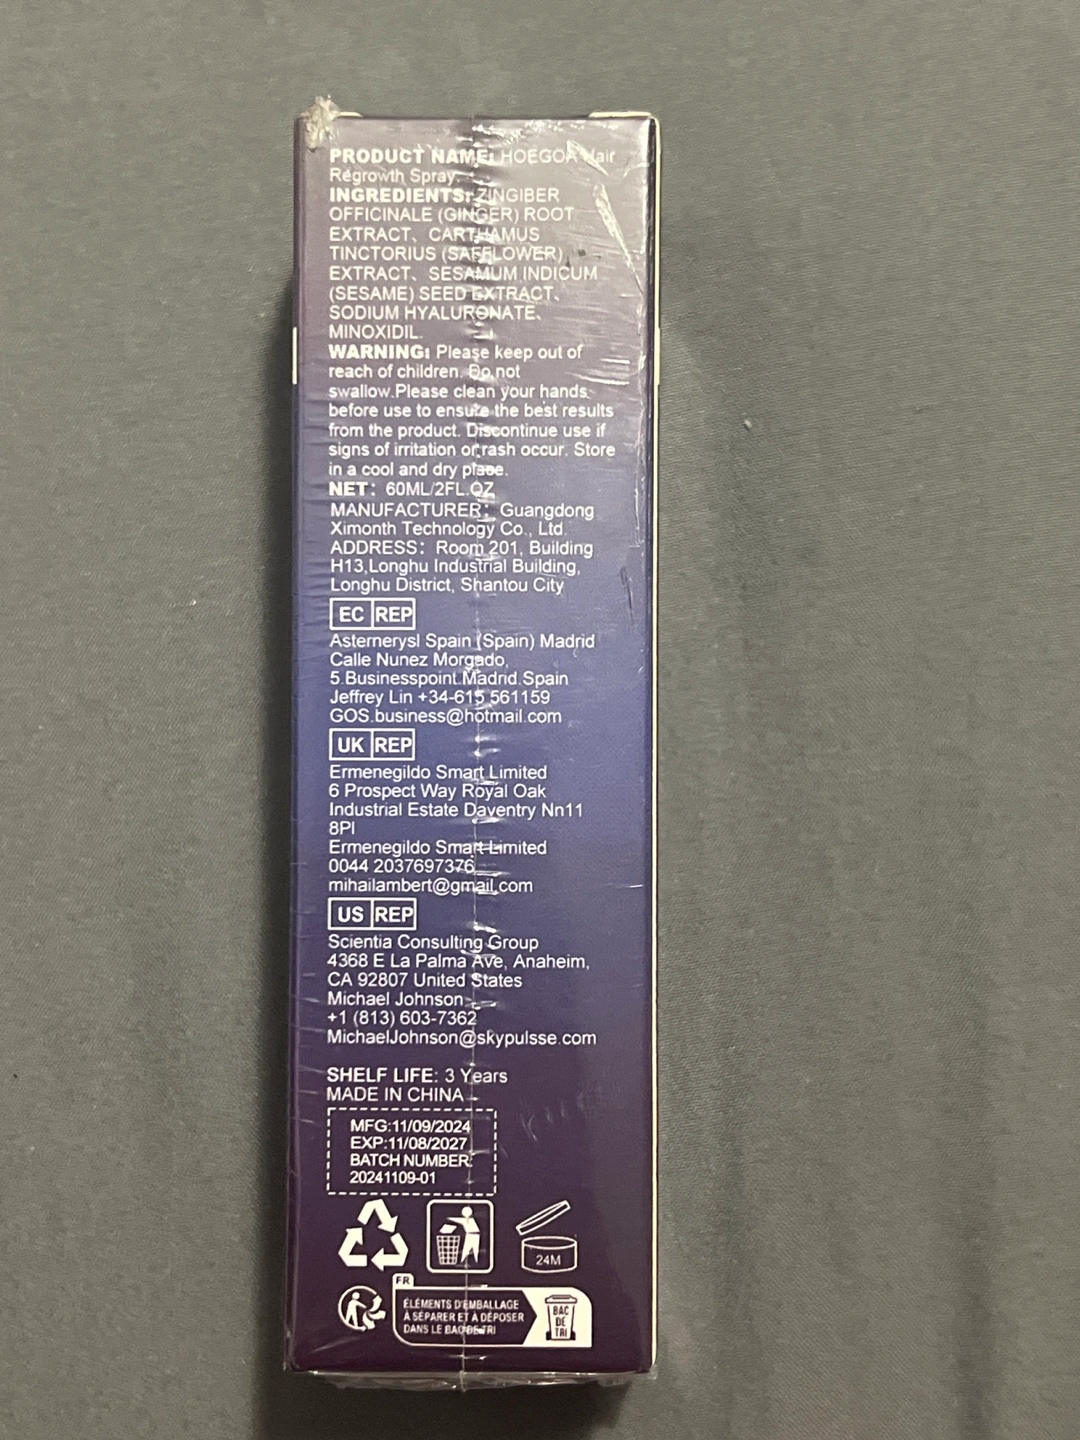 PRODUCT NAME: HOEGOA Hair
Regrowth Spray.
INGREDIENTS: ZINGIBER
OFFICINALE (GINGER) ROOT
EXTRACT、CARTHAMUS
TINCTORIUS (SAFFLOWER)
EXTRACT、SESAMUM INDICUM
(SESAME) SEED EXTRACT、
SODIUM HYALURONATE、
MINOXIDIL.
WARNING: Please keep out of
reach of children. Do not
swallow.Please clean your hands
before use to ensure the best results
from the product. Discontinue use if
signs of irritation or rash occur. Store
in a cool and dry place.
NET: 60ML/2FL.OZ
MANUFACTURER: Guangdong
Ximonth Technology Co., Ltd.
ADDRESS: Room 201, Building
H13,Longhu Industrial Building,
Longhu District, Shantou City
EC REP
Asternerysl Spain (Spain) Madrid
Calle Nunez Morgado,
5.Businesspoint.Madrid.Spain
Jeffrey Lin +34-615 561159
GOS.business@hotmail.com
UK REP
Ermenegildo Smart Limited
6 Prospect Way Royal Oak
Industrial Estate Daventry Nn11
8Pl
Ermenegildo Smart Limited
0044 2037697376
mihailambert@gmail.com
US REP
Scientia Consulting Group
4368 E La Palma Ave, Anaheim,
CA 92807 United States
Michael Johnson
+1 (813) 603-7362
MichaelJohnson@skypulsse.com
SHELF LIFE: 3 Years
MADE IN CHINA
MFG:11/09/2024
EXP:11/08/2027
BATCH NUMBER:
20241109-01
24M
FR
ÉLÉMENTS D'EMBALLAGE
À SÉPARER ET À DÉPOSER
DANS LE BAC DE TRI
BAC
DE
TRI